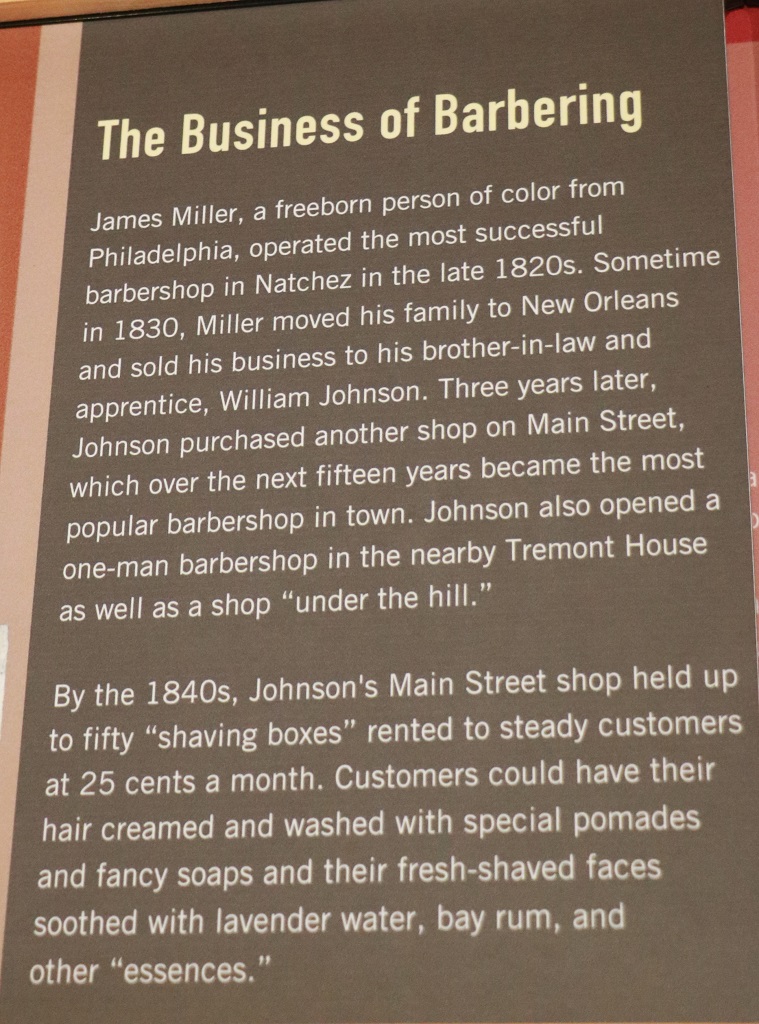 The Business of Barbering
James Miller, a freeborn person of color from
Philadelphia, operated the most successful
barbershop in Natchez in the late 1820s. Sometime
in 1830, Miller moved his family to New Orleans
and sold his business to his brother-in-law and
apprentice, William Johnson. Three years later,
Johnson purchased another shop on Main Street,
which over the next fifteen years became the most
popular barbershop in town. Johnson also opened a
one-man barbershop in the nearby Tremont House
as well as a shop “under the hill.”
By the 1840s, Johnson's Main Street shop held up
to fifty “shaving boxes” rented to steady customers
at 25 cents a month. Customers could have their
hair creamed and washed with special pomades
and fancy soaps and their fresh-shaved faces
soothed with lavender water, bay rum, and
other “essences.”